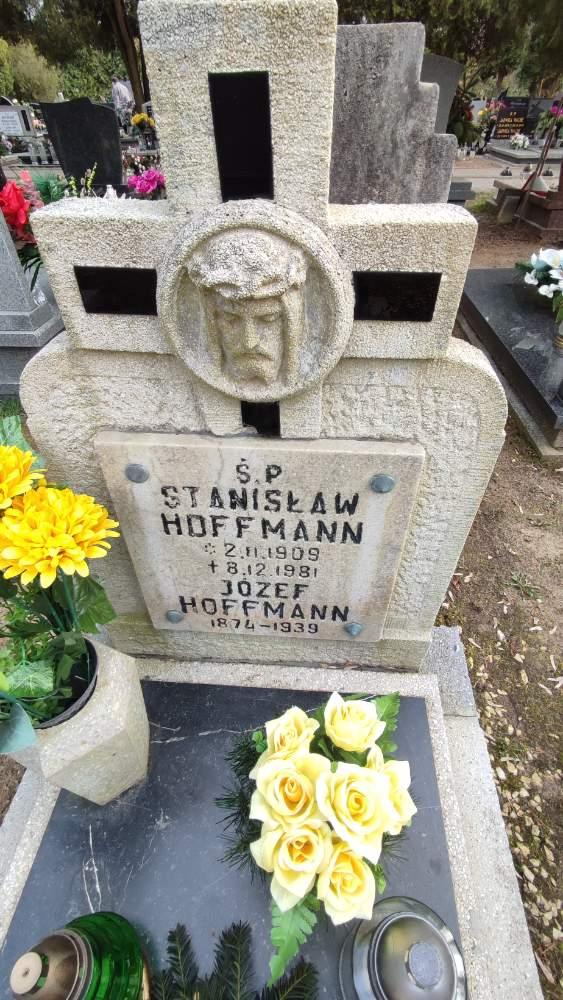 Ś.P
STANISŁAW
HOFFMANN
* 2.11.1909
+ 8.12.1981
JÓZEF
HOFFMANN
1874-1939